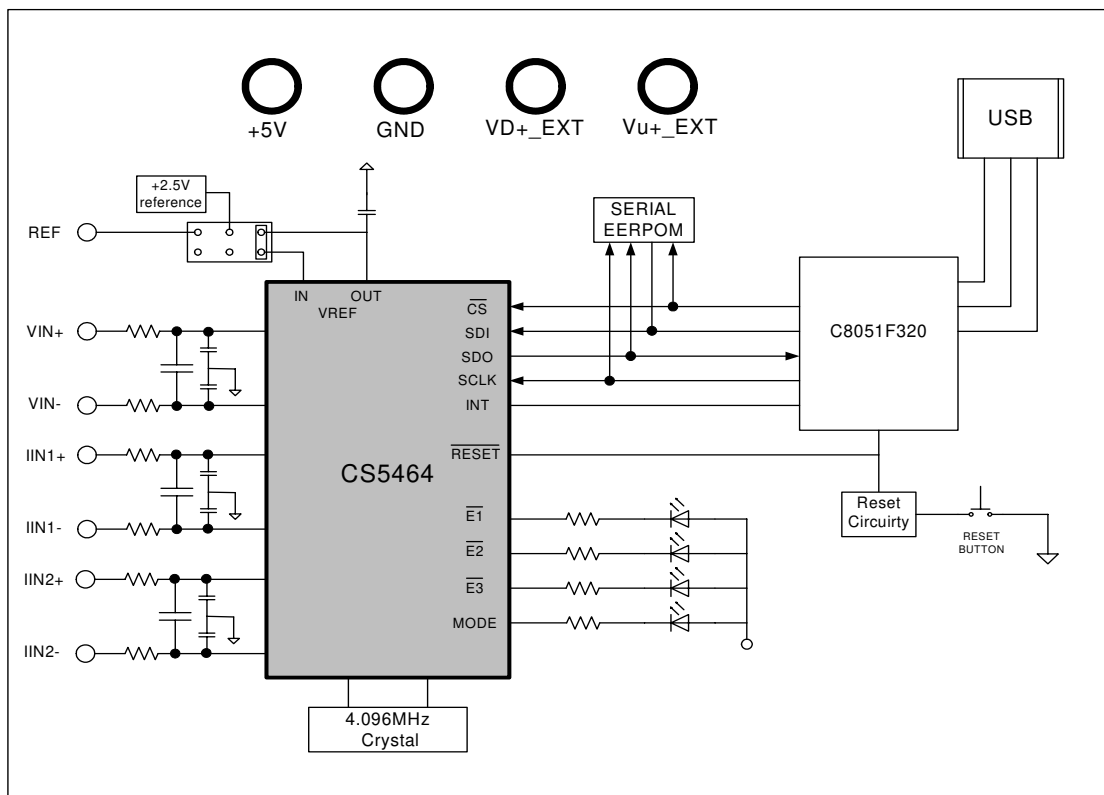 +5V
GND
VD+_EXT
Vu+_EXT
USB
+2.5V
reference
REF
SERIAL
EERPOM
IN
OUT
VREF
C8051F320
VIN+
VIN-
IIN1+
IIN1-
IIN2+
IIN2-
CS5464
CS
SDI
SDO
SCLK
INT
RESET
E1
E2
E3
MODE
Reset
Circuirty
RESET
BUTTON
4.096MHz
Crystal